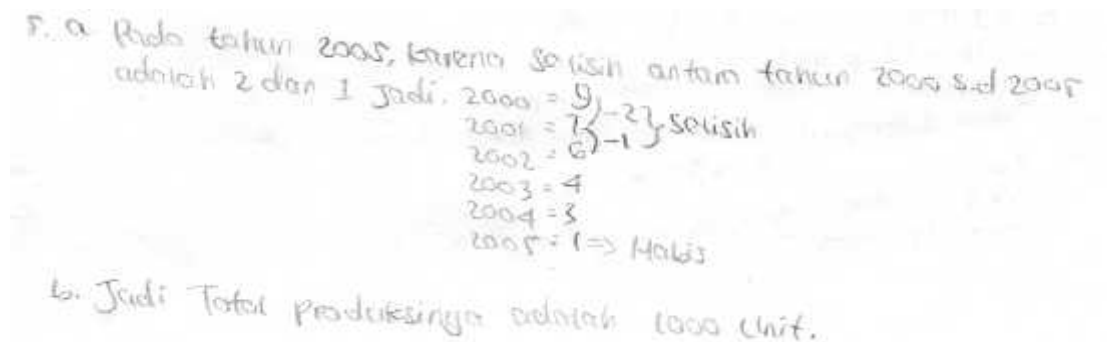 5. a Pada tahun 2005, karena selisih antara tahun 2000 s.d 2005
adalah 2 dan 1 Jadi. 2000 = 9
2001 = 7 } -2 } selisih
2002 = 6 } -1
2003 = 4
2004 = 3
2005 = 1 => Habis
b. Jadi Total produksinya adalah 1000 Unit.